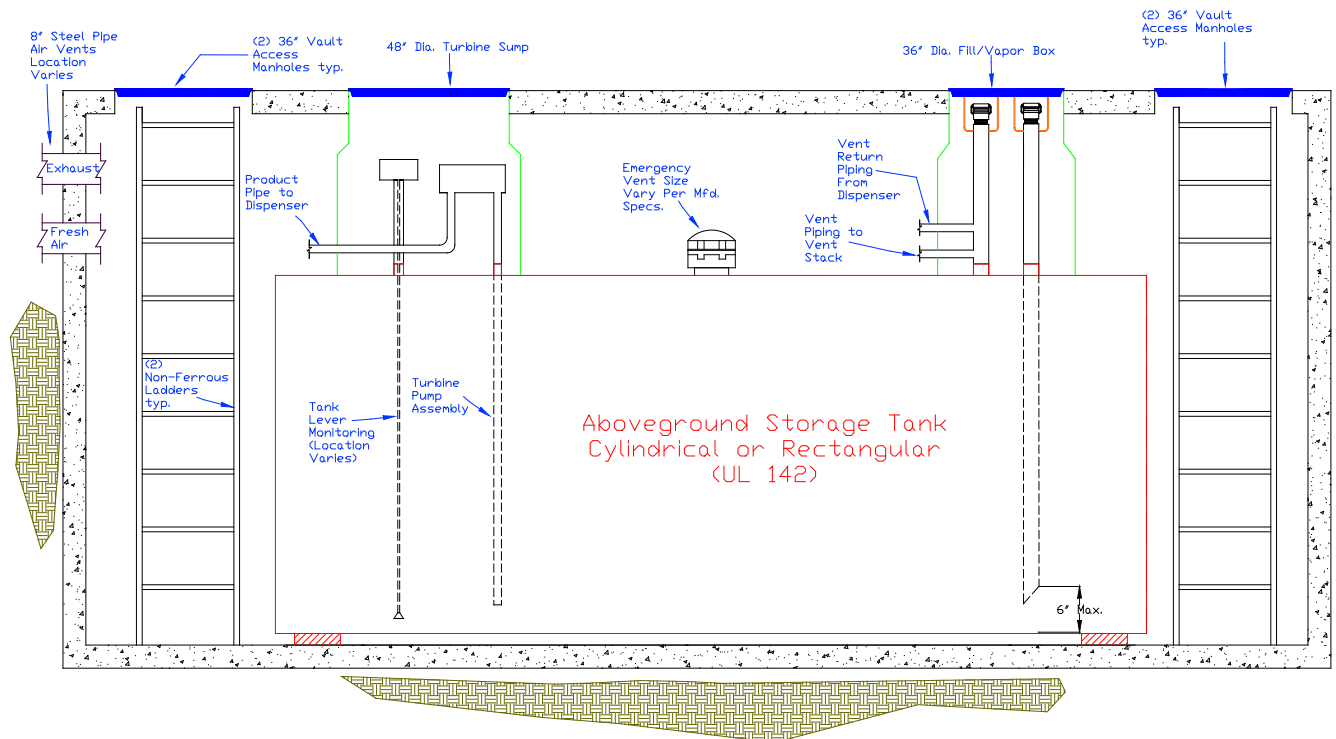 8" Steel Pipe
Air Vents
Location
Varies
(2) 36" Vault
Access
Manholes typ.
48" Dia. Turbine Sump
36" Dia. Fill/Vapor Box
(2) 36" Vault
Access Manholes
typ.
Exhaust
Fresh
Air
Product
Pipe to
Dispenser
Emergency
Vent Size
Vary Per Mfd.
Specs.
Vent
Return
Piping
From
Dispenser
Vent
Piping to
Vent
Stack
(2)
Non-Ferrous
Ladders
typ.
Tank
Lever
Monitoring
(Location
Varies)
Turbine
Pump
Assembly
Aboveground Storage Tank
Cylindrical or Rectangular
(UL 142)
6" Max.